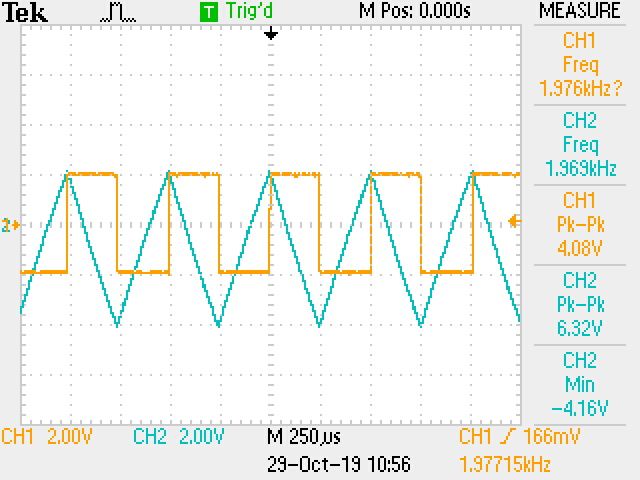 Tek T Trig'd M Pos: 0.000s MEASURE
CH1
Freq
1.976kHz?
CH2
Freq
1.969kHz
CH1
Pk-Pk
4.08V
CH2
Pk-Pk
6.32V
CH2
Min
-4.16V
2
CH1 2.00V CH2 2.00V M 250µs CH1 166mV
29-Oct-19 10:56 1.97715kHz